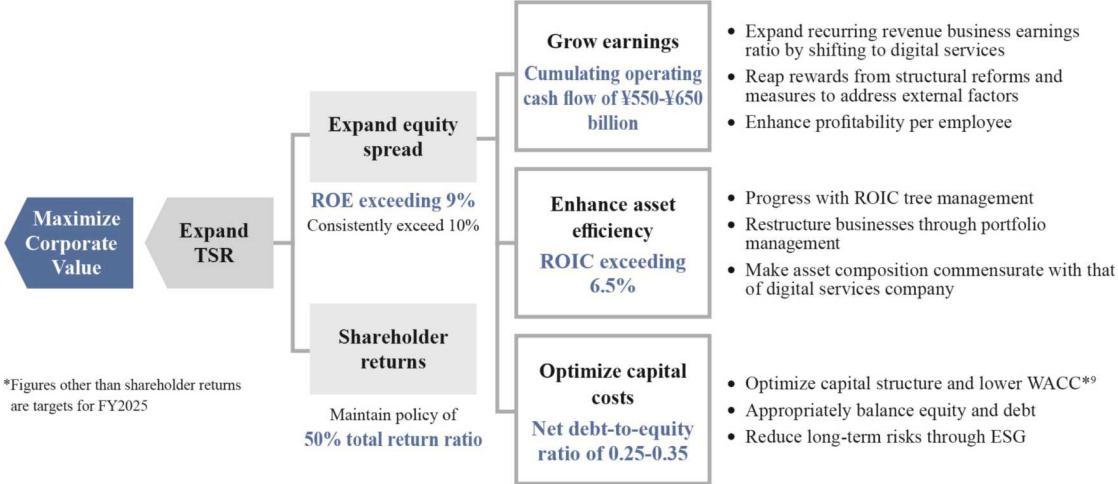 Maximize
Corporate
Value
Expand
TSR
*Figures other than shareholder returns
are targets for FY2025
Expand equity
spread
ROE exceeding 9%
Consistently exceed 10%
Shareholder
returns
Maintain policy of
50% total return ratio
Grow earnings
Cumulating operating
cash flow of ¥550-¥650
billion
• Expand recurring revenue business earnings
ratio by shifting to digital services
• Reap rewards from structural reforms and
measures to address external factors
• Enhance profitability per employee
Enhance asset
efficiency
ROIC exceeding
6.5%
• Progress with ROIC tree management
• Restructure businesses through portfolio
management
• Make asset composition commensurate with that
of digital services company
Optimize capital
costs
Net debt-to-equity
ratio of 0.25-0.35
• Optimize capital structure and lower WACC*⁹
• Appropriately balance equity and debt
• Reduce long-term risks through ESG